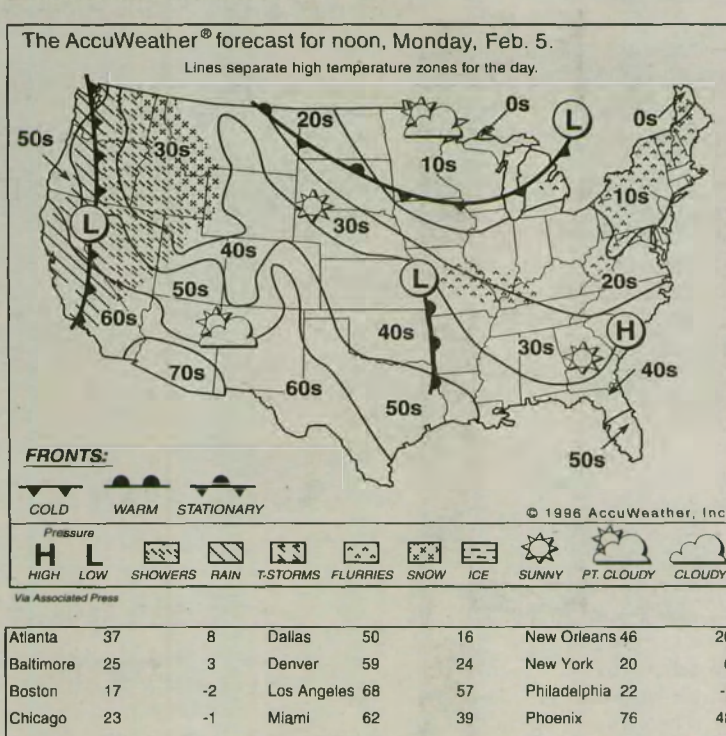 The AccuWeather® forecast for noon, Monday, Feb. 5.
Lines separate high temperature zones for the day.
50s
30s
20s
0s
L
0s
10s
10s
L
30s
40s
20s
50s
L
60s
40s
30s
H
70s
60s
40s
50s
50s
FRONTS:
COLD WARM STATIONARY
© 1996 AccuWeather, Inc
Pressure
H L
HIGH LOW SHOWERS RAIN T-STORMS FLURRIES SNOW ICE SUNNY PT. CLOUDY CLOUDY
Via Associated Press
Atlanta 37 8 Dallas 50 16 New Orleans 46
Baltimore 25 3 Denver 59 24 New York 20
Boston 17 -2 Los Angeles 68 57 Philadelphia 22
Chicago 23 -1 Miami 62 39 Phoenix 76